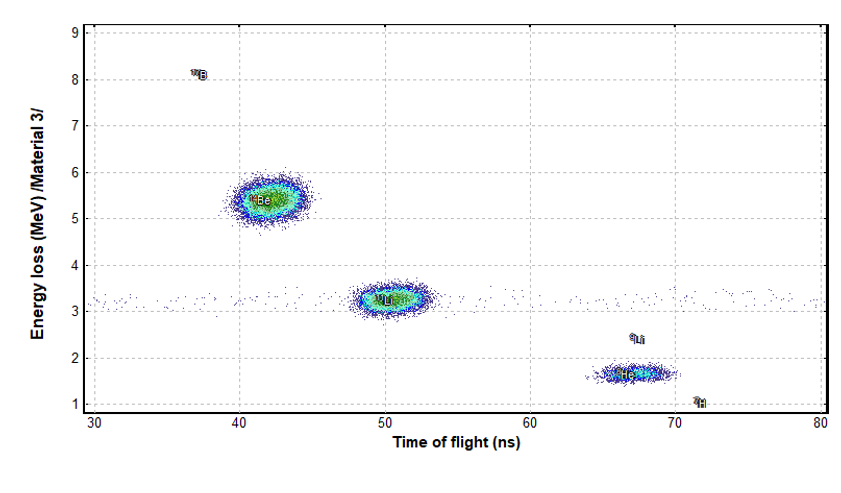 9
8
7
6
5
4
3
2
1
B
Be
Li
Li
He
H
30 40 50 60 70 80
Time of flight (ns)
Energy loss (MeV) /Material 3/